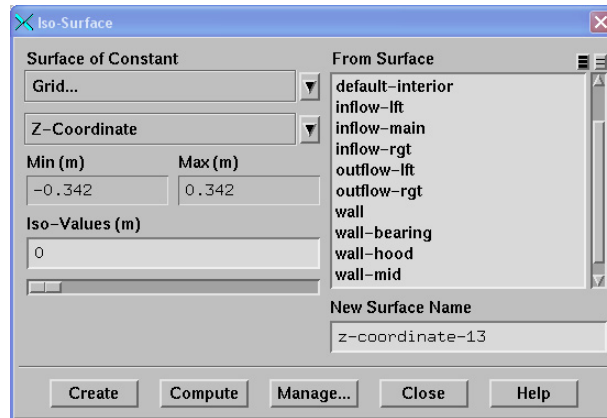 Iso-Surface
Surface of Constant
Grid...
Z-Coordinate
Min (m) Max (m)
-0.342 0.342
Iso-Values (m)
0
From Surface
default-interior
inflow-lft
inflow-main
inflow-rgt
outflow-lft
outflow-rgt
wall
wall-bearing
wall-hood
wall-mid
New Surface Name
z-coordinate-13
Create Compute Manage... Close Help